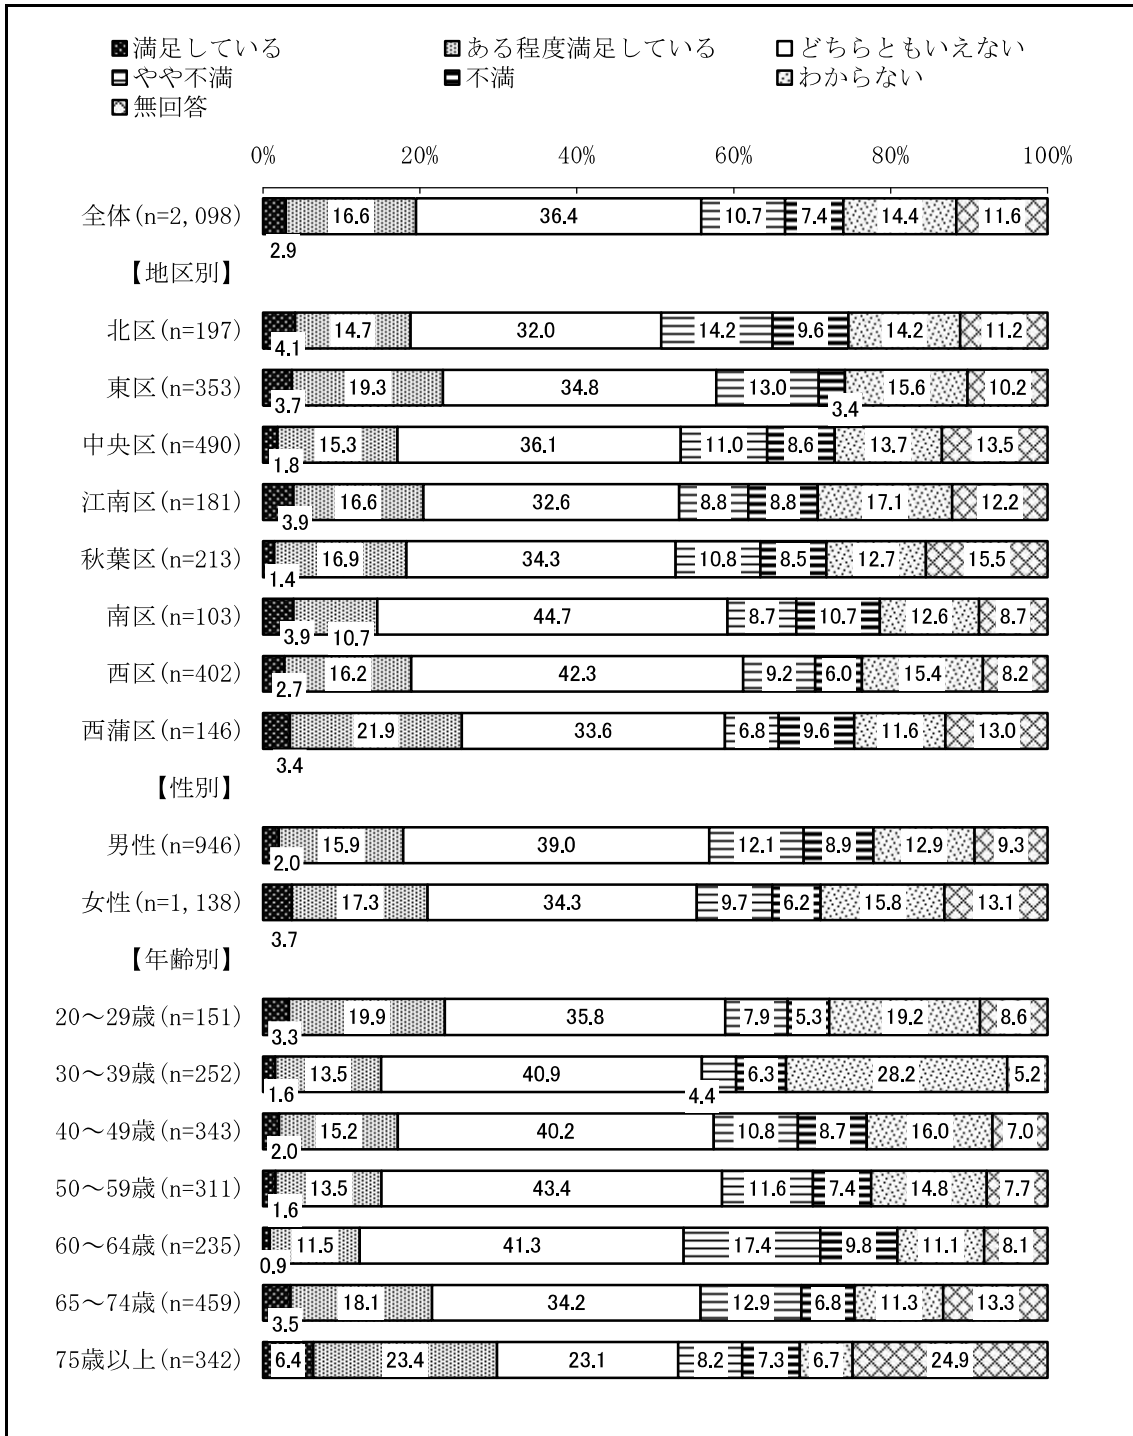 満足している ある程度満足している どちらともいえない
やや不満 不満 わからない
無回答
0% 20% 40% 60% 80% 100%
全体(n=2,098) 16.6 36.4 10.7 7.4 14.4 11.6
2.9
【地区別】
北区(n=197) 4.1 14.7 32.0 14.2 9.6 14.2 11.2
東区(n=353) 3.7 19.3 34.8 13.0 3.4 15.6 10.2
中央区(n=490) 1.8 15.3 36.1 11.0 8.6 13.7 13.5
江南区(n=181) 3.9 16.6 32.6 8.8 8.8 17.1 12.2
秋葉区(n=213) 1.4 16.9 34.3 10.8 8.5 12.7 15.5
南区(n=103) 3.9 10.7 44.7 8.7 10.7 12.6 8.7
西区(n=402) 2.7 16.2 42.3 9.2 6.0 15.4 8.2
西蒲区(n=146) 21.9 33.6 6.8 9.6 11.6 13.0
3.4
【性別】
男性(n=946) 2.0 15.9 39.0 12.1 8.9 12.9 9.3
女性(n=1,138) 17.3 34.3 9.7 6.2 15.8 13.1
3.7
【年齢別】
20～29歳(n=151) 3.3 19.9 35.8 7.9 5.3 19.2 8.6
30～39歳(n=252) 1.6 13.5 40.9 4.4 6.3 28.2 5.2
40～49歳(n=343) 2.0 15.2 40.2 10.8 8.7 16.0 7.0
50～59歳(n=311) 1.6 13.5 43.4 11.6 7.4 14.8 7.7
60～64歳(n=235) 0.9 11.5 41.3 17.4 9.8 11.1 8.1
65～74歳(n=459) 3.5 18.1 34.2 12.9 6.8 11.3 13.3
75歳以上(n=342) 6.4 23.4 23.1 8.2 7.3 6.7 24.9